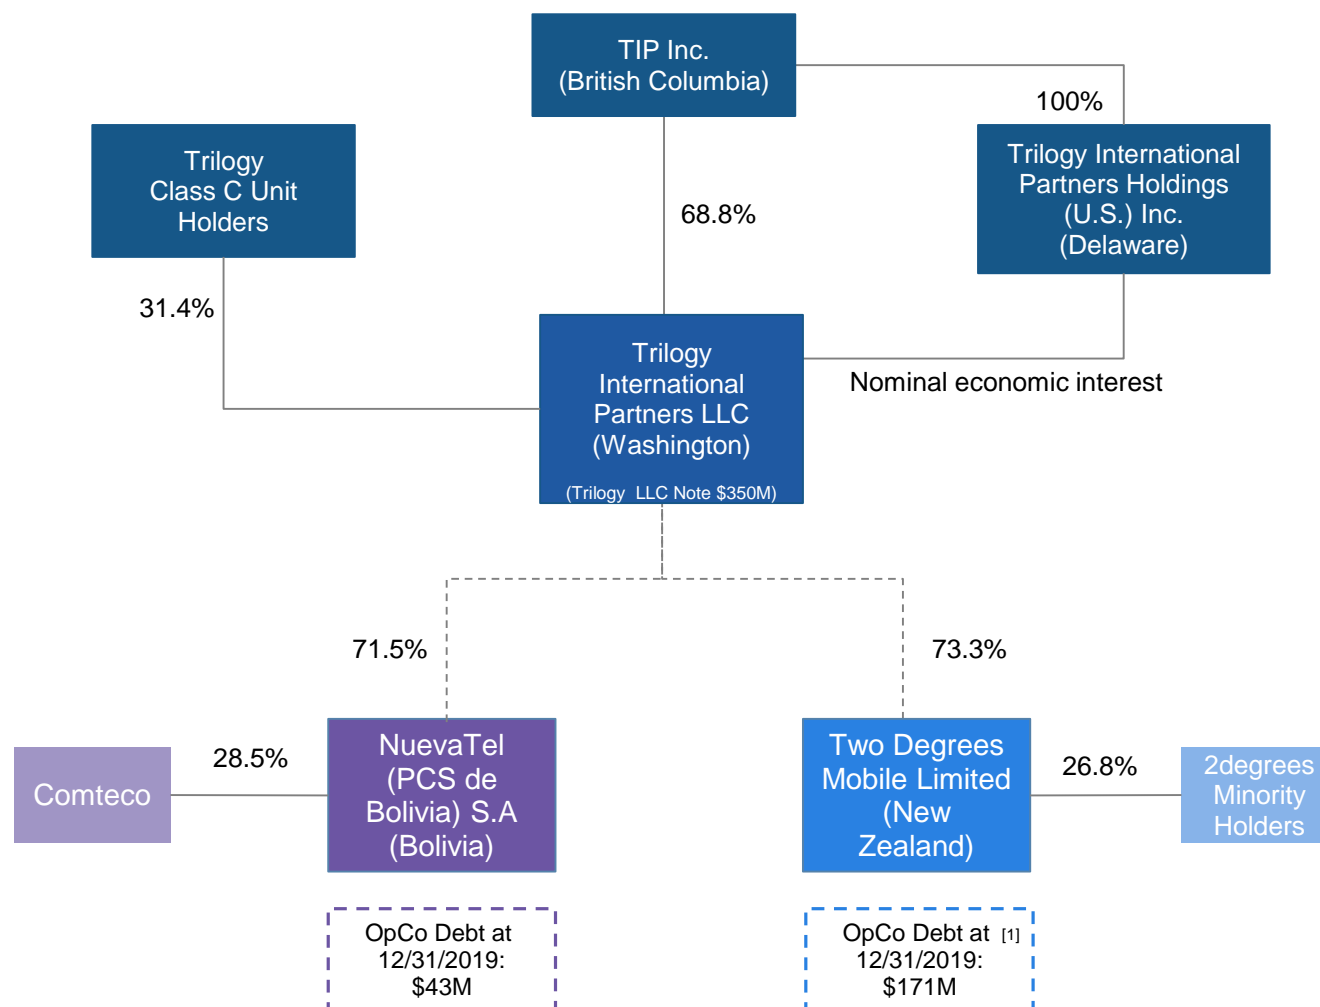 TIP Inc.
(British Columbia)
100%
Trilogy
Class C Unit
Holders
Trilogy International
Partners Holdings
(U.S.) Inc.
(Delaware)
68.8%
31.4%
Trilogy
International
Partners LLC
(Washington)
(Trilogy LLC Note $350M)
Nominal economic interest
71.5%
73.3%
Comteco
28.5%
NuevaTel
(PCS de
Bolivia) S.A
(Bolivia)
Two Degrees
Mobile Limited
(New
Zealand)
26.8%
2degrees
Minority
Holders
OpCo Debt at
12/31/2019:
$43M
OpCo Debt at [1]
12/31/2019:
$171M